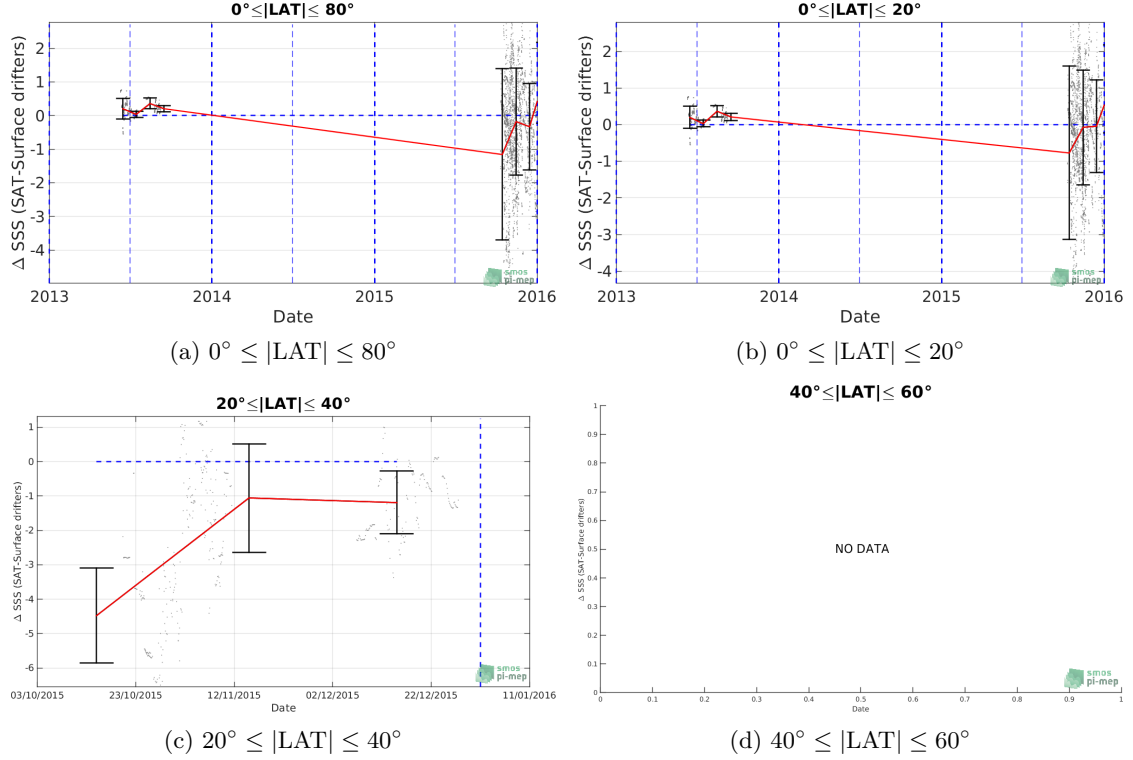 0°≤|LAT|≤ 80°
Δ SSS (SAT-Surface drifters)
2
1
0
-1
-2
-3
-4
2013
2014
2015
2016
Date
smos
pi-mep
(a) 0° ≤ |LAT| ≤ 80°
0°≤|LAT|≤ 20°
Δ SSS (SAT-Surface drifters)
2
1
0
-1
-2
-3
-4
2013
2014
2015
2016
Date
smos
pi-mep
(b) 0° ≤ |LAT| ≤ 20°
20°≤|LAT|≤ 40°
Δ SSS (SAT-Surface drifters)
1
0
-1
-2
-3
-4
-5
-6
03/10/2015
23/10/2015
12/11/2015
02/12/2015
22/12/2015
11/01/2016
Date
smos
pi-mep
(c) 20° ≤ |LAT| ≤ 40°
40°≤|LAT|≤ 60°
Δ SSS (SAT-Surface drifters)
1
0.9
0.8
0.7
0.6
0.5
0.4
0.3
0.2
0.1
0
NO DATA
0
0.1
0.2
0.3
0.4
0.5
0.6
0.7
0.8
0.9
1
Date
smos
pi-mep
(d) 40° ≤ |LAT| ≤ 60°